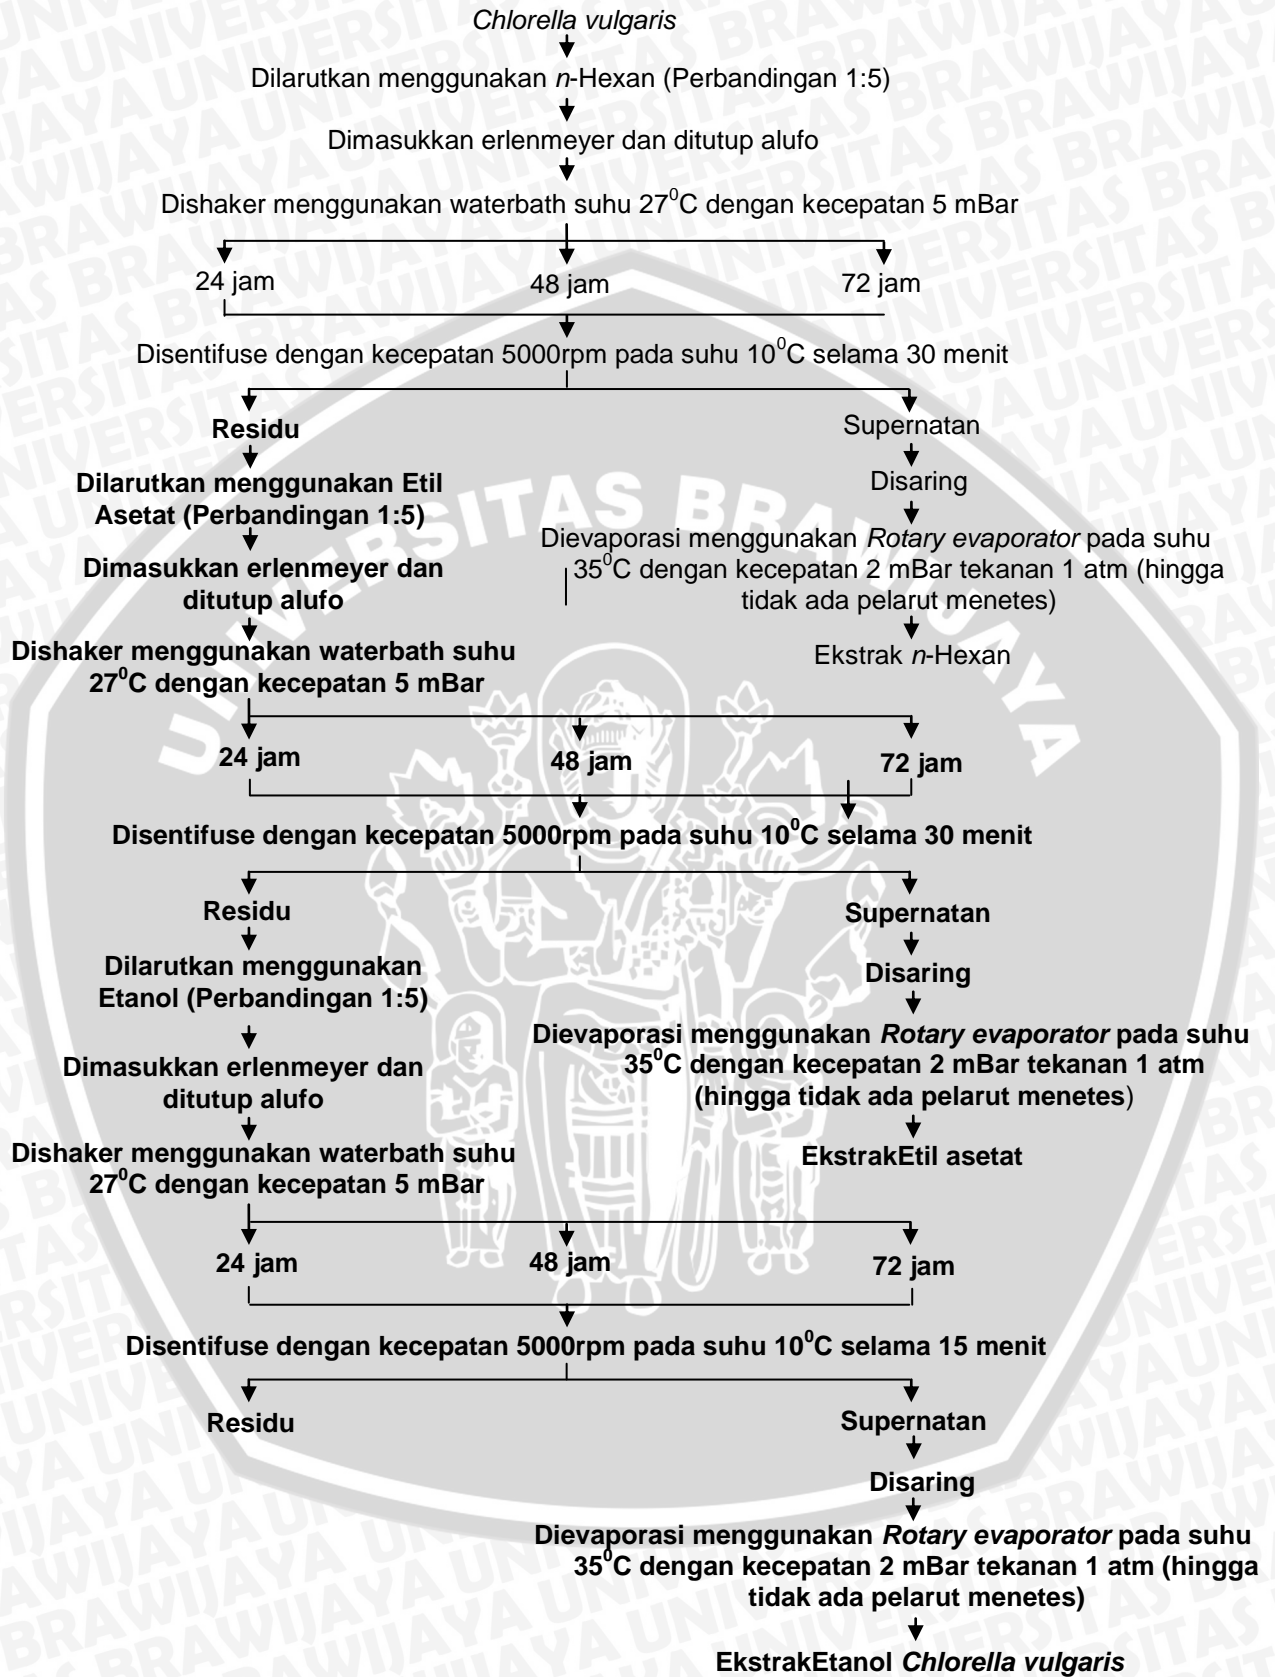 Chlorella vulgaris
Dilarutkan menggunakan n-Hexan (Perbandingan 1:5)
Dimasukkan erlenmeyer dan ditutup alufo
Dishaker menggunakan waterbath suhu 27⁰C dengan kecepatan 5 mBar
24 jam
48 jam
72 jam
Disentifuse dengan kecepatan 5000rpm pada suhu 10⁰C selama 30 menit
Residu
Dilarutkan menggunakan Etil
Asetat (Perbandingan 1:5)
Dimasukkan erlenmeyer dan
ditutup alufo
Dishaker menggunakan waterbath suhu
27⁰C dengan kecepatan 5 mBar
Supernatan
Disaring
Dievaporasi menggunakan Rotary evaporator pada suhu
35⁰C dengan kecepatan 2 mBar tekanan 1 atm (hingga
tidak ada pelarut menetes)
Ekstrak n-Hexan
24 jam
48 jam
72 jam
Disentifuse dengan kecepatan 5000rpm pada suhu 10⁰C selama 30 menit
Residu
Dilarutkan menggunakan
Etanol (Perbandingan 1:5)
Dimasukkan erlenmeyer dan
ditutup alufo
Dishaker menggunakan waterbath suhu
27⁰C dengan kecepatan 5 mBar
Supernatan
Disaring
Dievaporasi menggunakan Rotary evaporator pada suhu
35⁰C dengan kecepatan 2 mBar tekanan 1 atm
(hingga tidak ada pelarut menetes)
EkstrakEtil asetat
24 jam
48 jam
72 jam
Disentifuse dengan kecepatan 5000rpm pada suhu 10⁰C selama 15 menit
Residu
Supernatan
Disaring
Dievaporasi menggunakan Rotary evaporator pada suhu
35⁰C dengan kecepatan 2 mBar tekanan 1 atm (hingga
tidak ada pelarut menetes)
EkstrakEtanol Chlorella vulgaris
UNIVERSITAS BRAWIJAYA